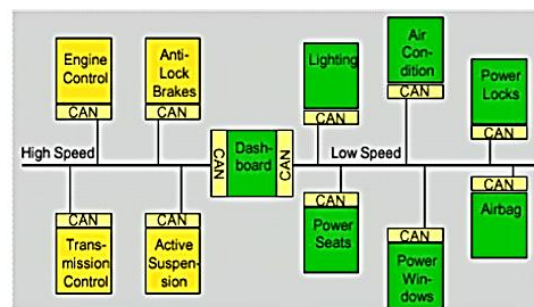 Engine
Control
CAN
Anti-
Lock
Brakes
CAN
Lighting
CAN
Air
Con-
dition
CAN
Power
Locks
CAN
High Speed
CAN
Dash-
board
CAN
Low Speed
CAN
Trans-
mission
Control
CAN
Active
Suspen-
sion
CAN
Power
Seats
CAN
Power
Win-
dows
CAN
Airbag